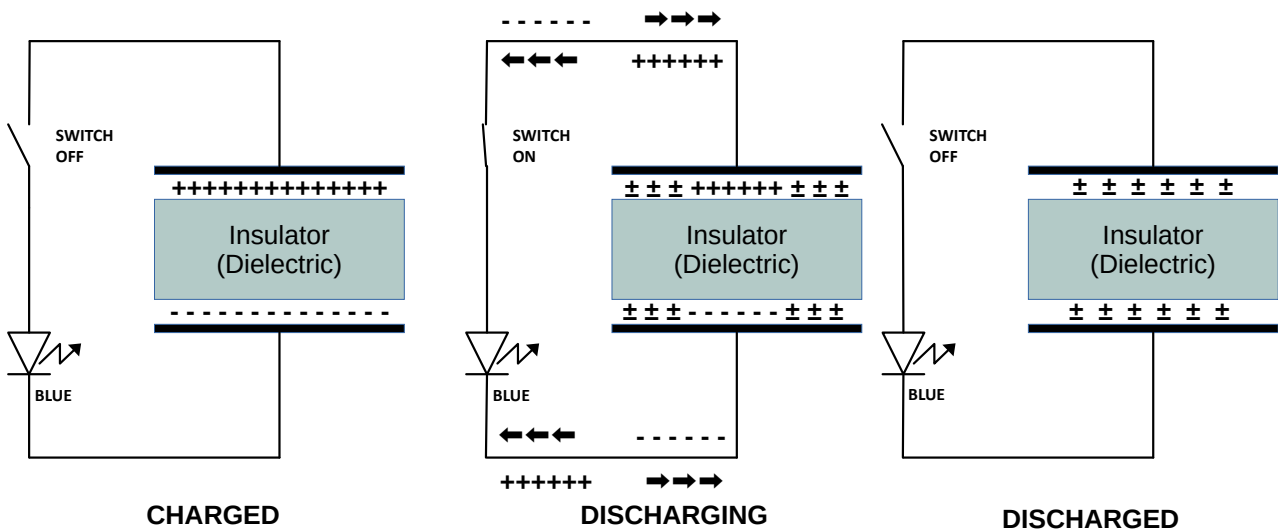 SWITCH
OFF
++++++++++++++
Insulator
(Dielectric)
- - - - - - - - - - - - - -
BLUE
CHARGED
- - - - - - ➡➡➡
⬅⬅⬅ ++++++
SWITCH
ON
± ± ± ++++++ ± ± ±
Insulator
(Dielectric)
± ± ± - - - - - - ± ± ±
BLUE
⬅⬅⬅ - - - - - -
++++++ ➡➡➡
DISCHARGING
SWITCH
OFF
± ± ± ± ± ±
Insulator
(Dielectric)
± ± ± ± ± ±
BLUE
DISCHARGED